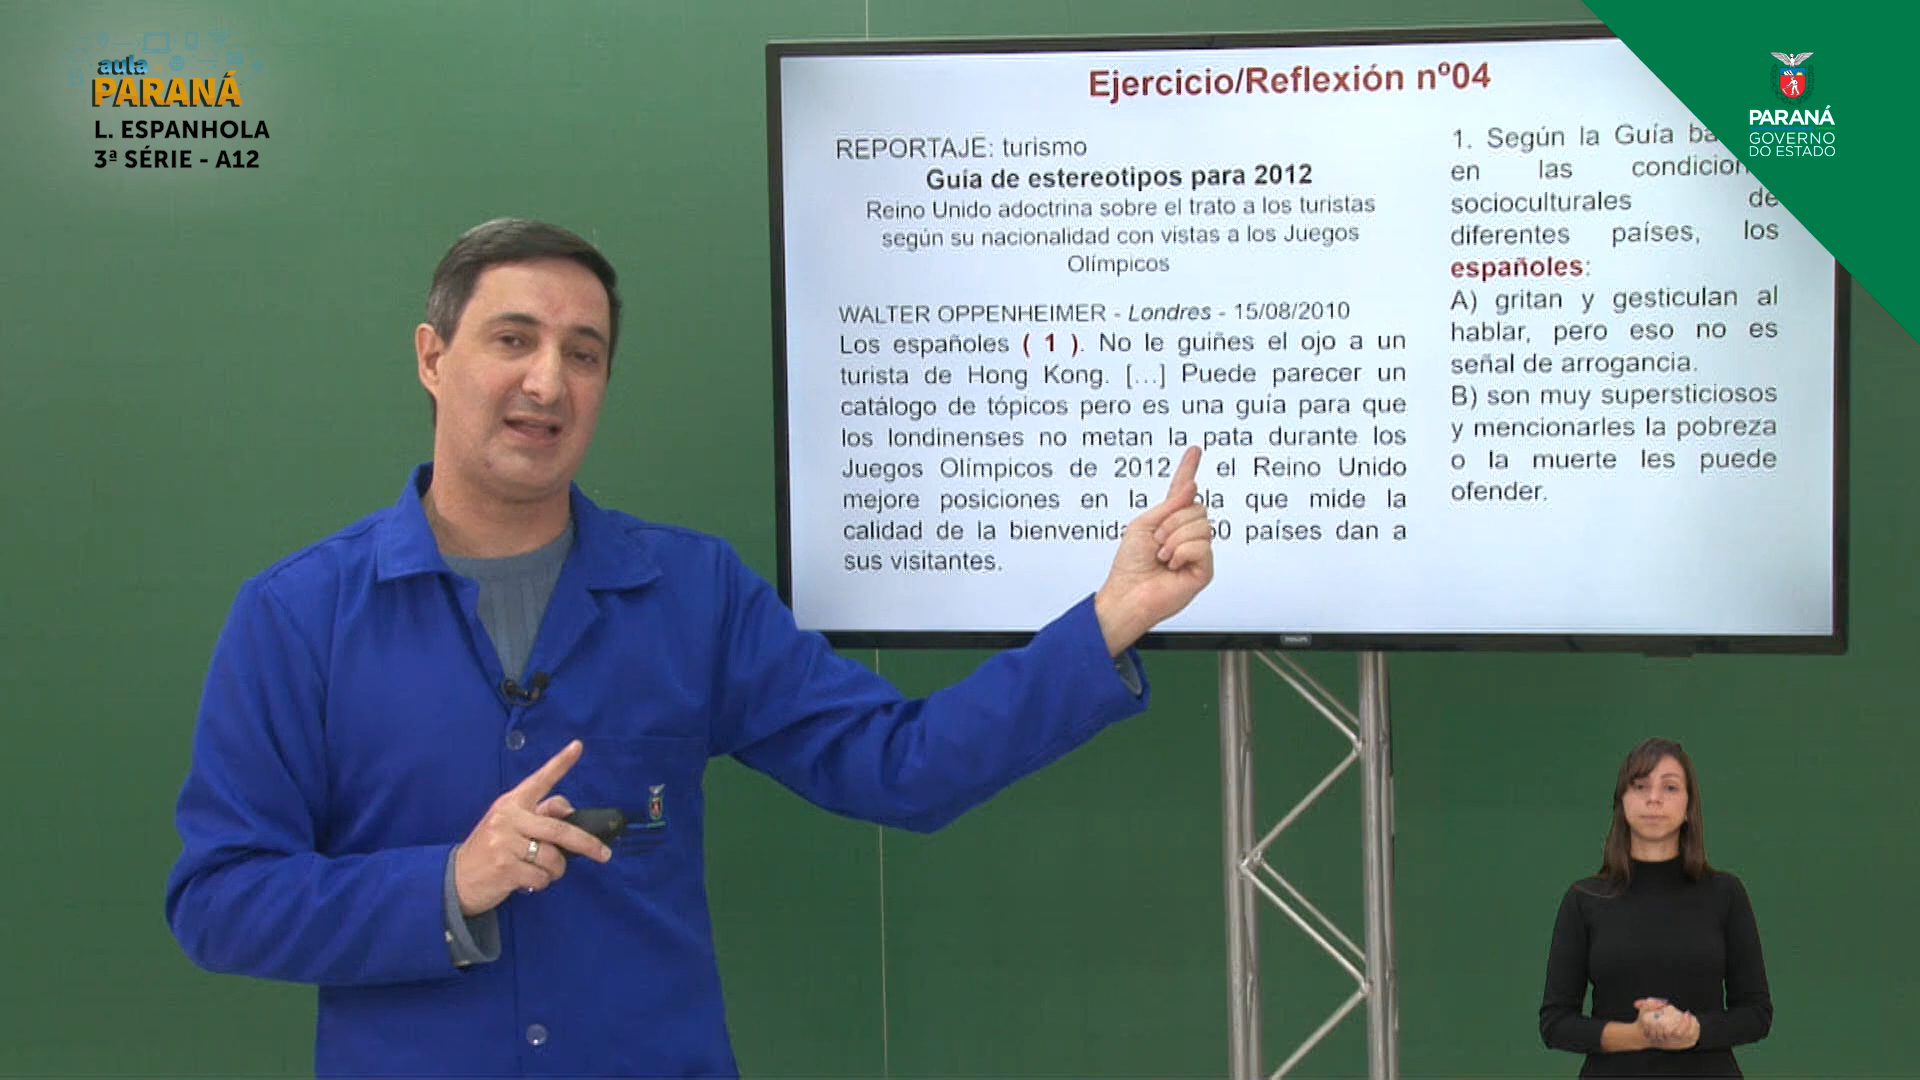 aula
PARANÁ
L. ESPANHOLA
3ª SÉRIE - A12
Ejercicio/Reflexión nº04
REPORTAJE: turismo
Guía de estereotipos para 2012
Reino Unido adoctrina sobre el trato a los turistas
según su nacionalidad con vistas a los Juegos
Olímpicos
WALTER OPPENHEIMER - Londres - 15/08/2010
Los españoles ( 1 ). No le guiñes el ojo a un
turista de Hong Kong. [...] Puede parecer un
catálogo de tópicos pero es una guía para que
los londinenses no metan la pata durante los
Juegos Olímpicos de 2012 el Reino Unido
mejore posiciones en la que mide la
calidad de la 50 países dan a
sus visitantes.
1. Según la Guía
en las
socioculturales de
diferentes países, los
españoles:
A) gritan y gesticulan al
hablar, pero eso no es
señal de arrogancia.
B) son muy supersticiosos
y mencionarles la pobreza
o la muerte les puede
ofender.
PARANÁ
GOVERNO
DO ESTADO
PHILIPS